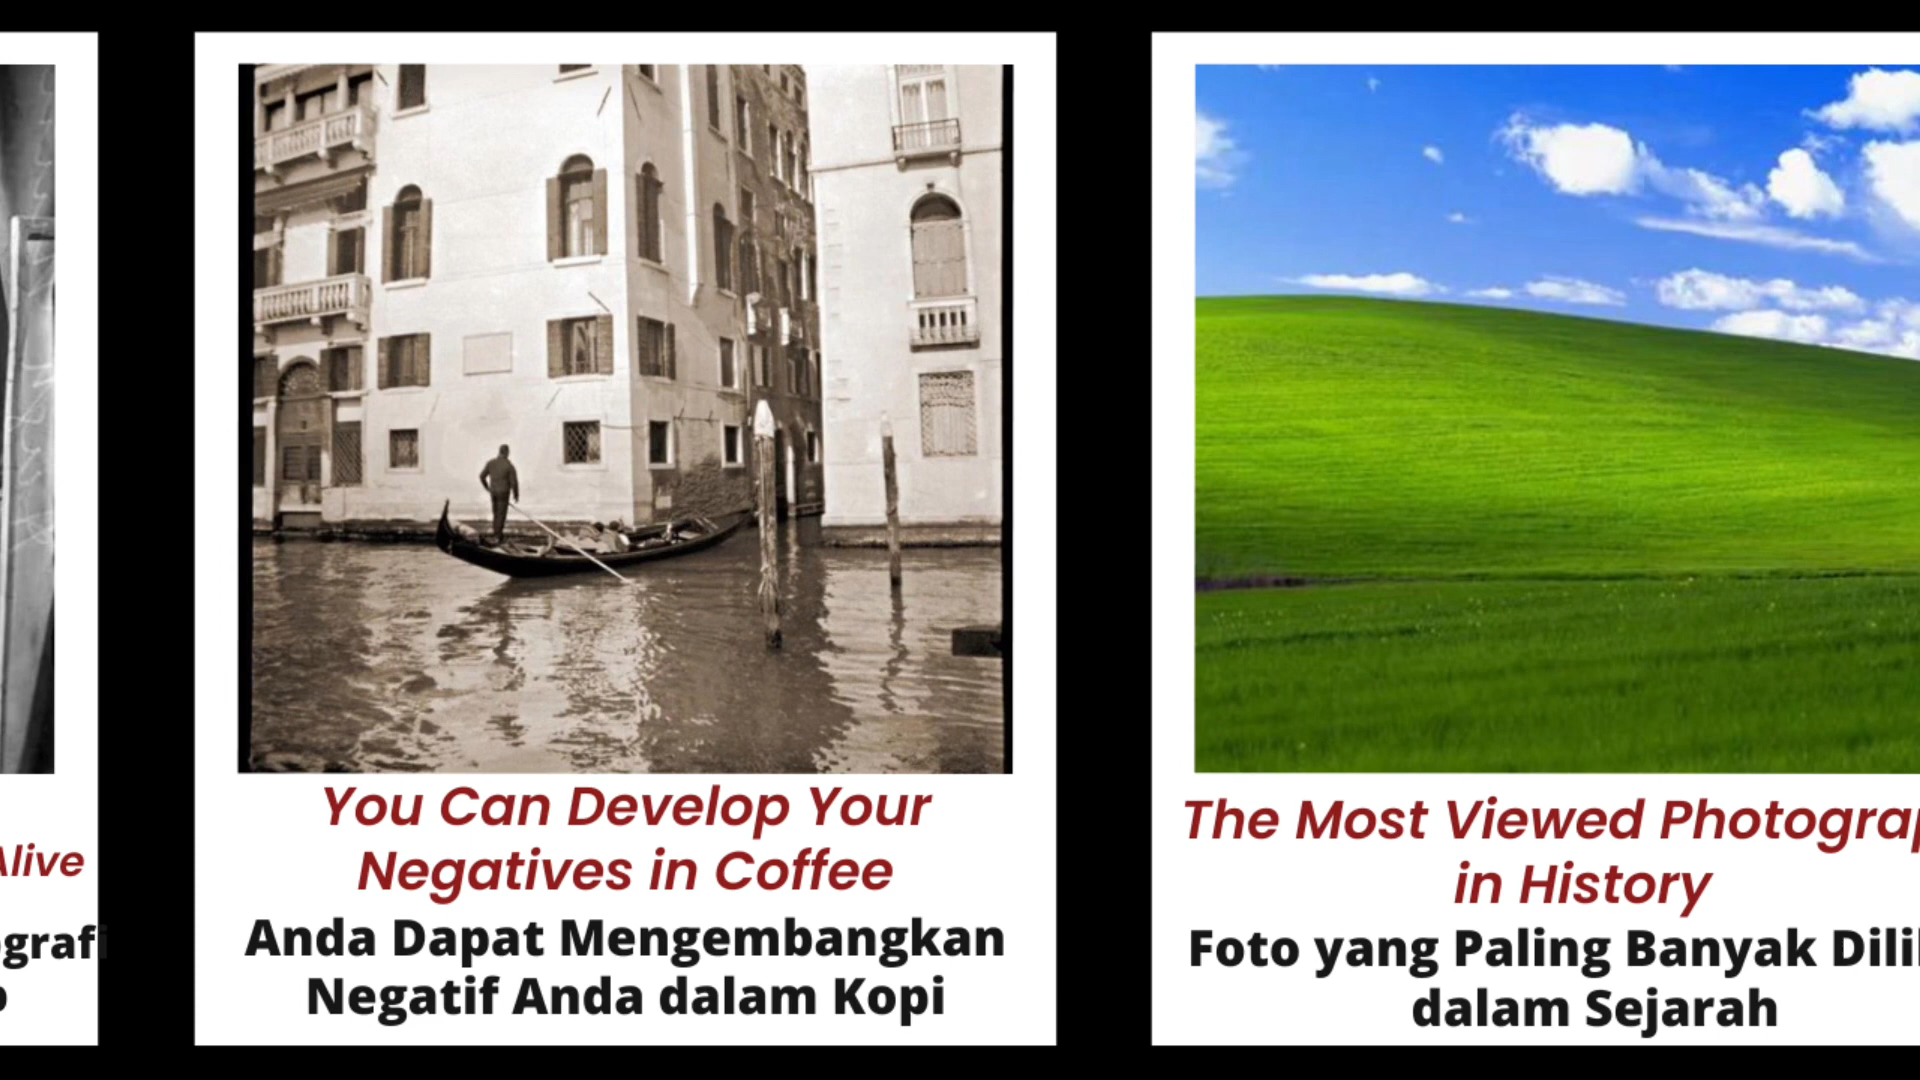 Alive
You Can Develop Your
Negatives in Coffee
Anda Dapat Mengembangkan
Negatif Anda dalam Kopi
The Most Viewed
in History
Foto yang Paling Banyak
dalam Sejarah